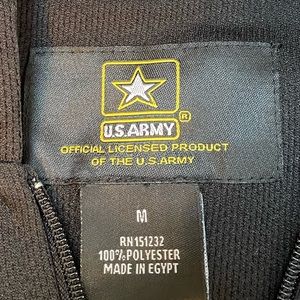 U.S.ARMY ®
OFFICIAL LICENSED PRODUCT
OF THE U.S.ARMY
M
RN151232
100%POLYESTER
MADE IN EGYPT